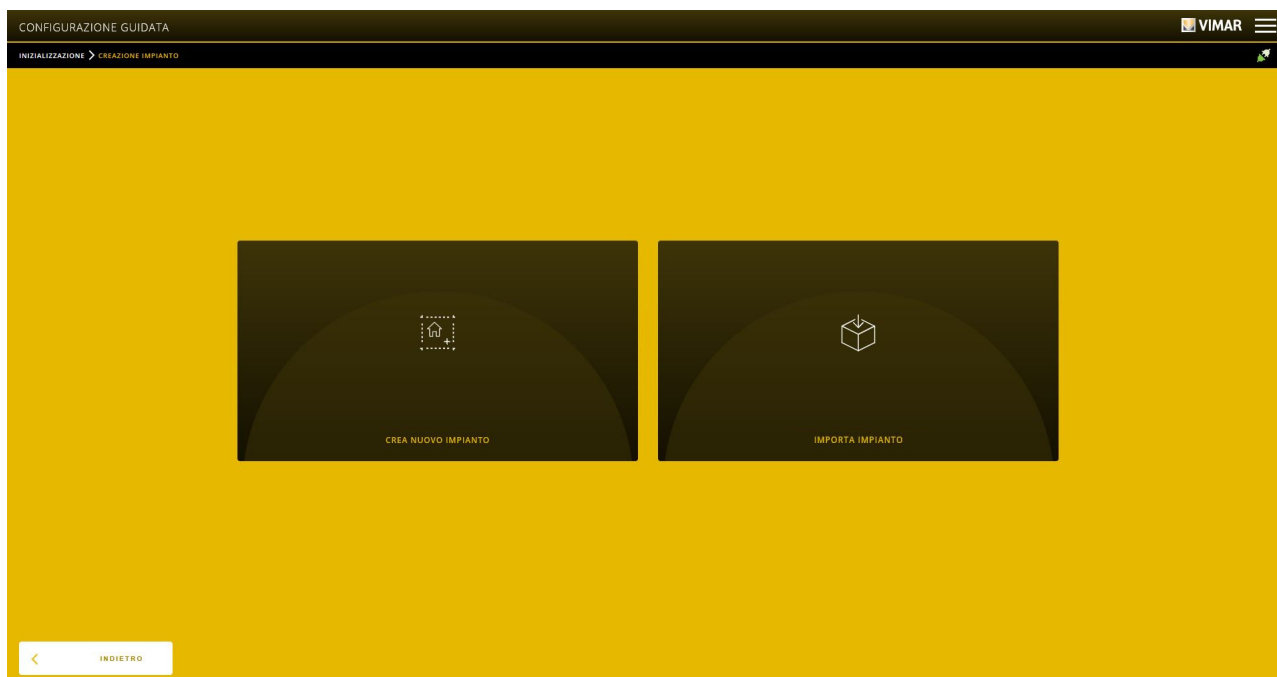 CONFIGURAZIONE GUIDATA
VIMAR
INIZIALIZZAZIONE > CREAZIONE IMPIANTO
CREA NUOVO IMPIANTO
IMPORTA IMPIANTO
INDIETRO